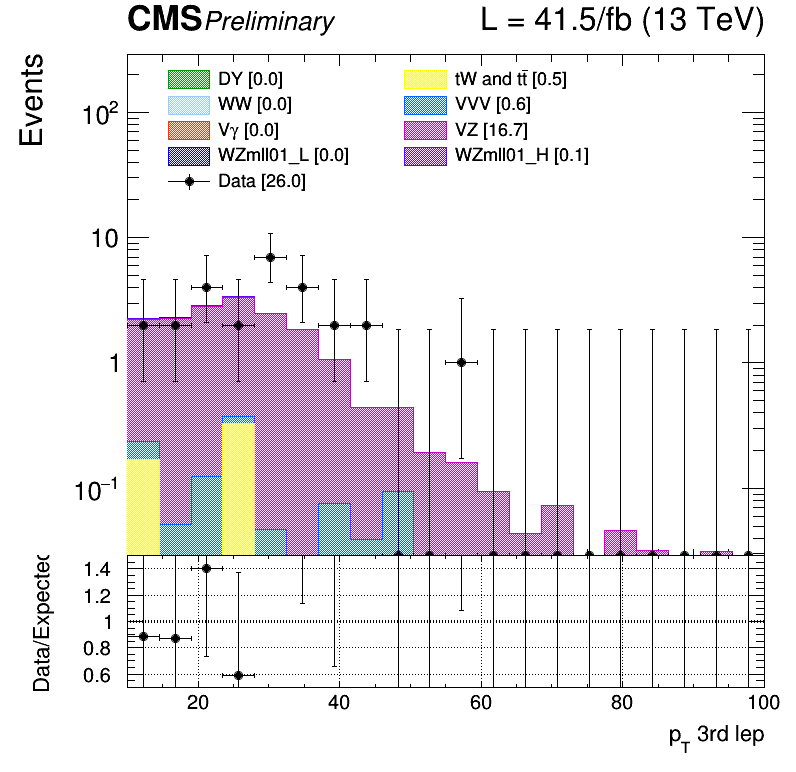 CMS Preliminary L = 41.5/fb (13 TeV)
Events
DY [0.0] tW and tt̄ [0.5]
WW [0.0] VVV [0.6]
Vγ [0.0] VZ [16.7]
WZmll01_L [0.0] WZmll01_H [0.1]
Data [26.0]
10²
10
1
10⁻¹
Data/Expected
1.4
1.2
1
0.8
0.6
20 40 60 80 100
p_T 3rd lep